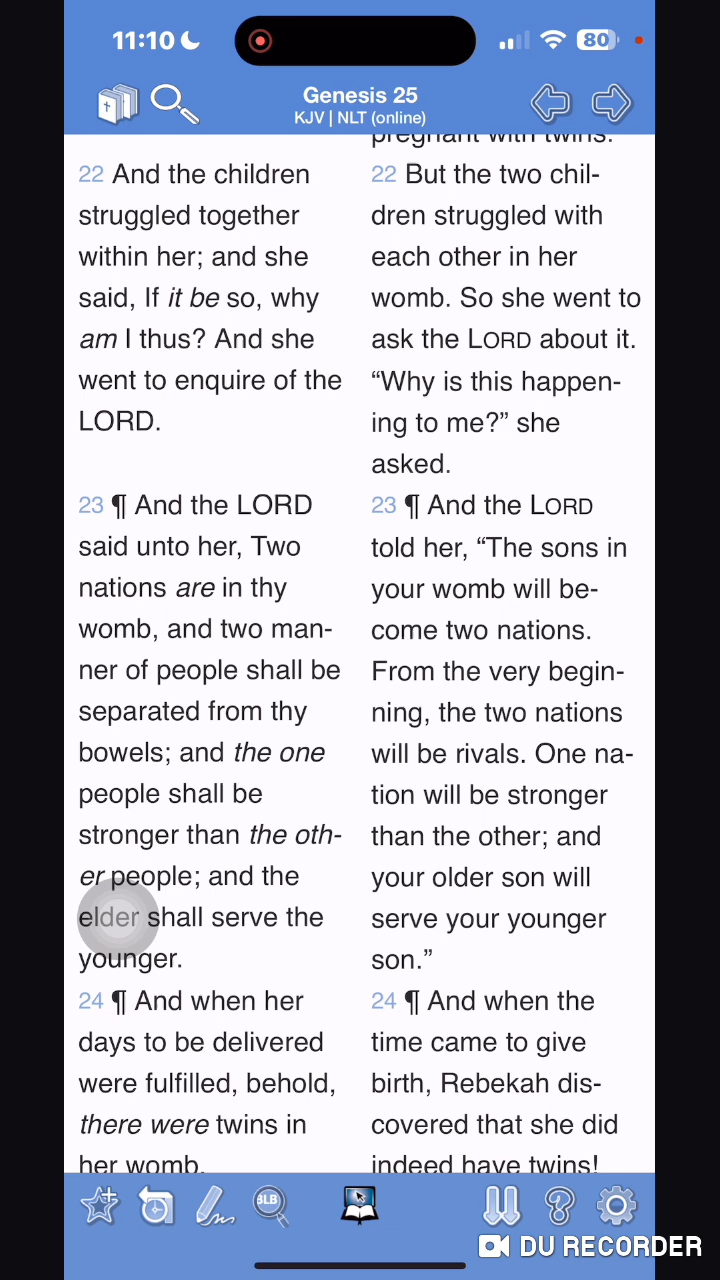 11:10
80
Genesis 25
KJV | NLT (online)
22 And the children
struggled together
within her; and she
said, If it be so, why
am I thus? And she
went to enquire of the
LORD.
23 ¶ And the LORD
said unto her, Two
nations are in thy
womb, and two man-
ner of people shall be
separated from thy
bowels; and the one
people shall be
stronger than the oth-
er people; and the
elder shall serve the
younger.
24 ¶ And when her
days to be delivered
were fulfilled, behold,
there were twins in
her womb.
pregnant with twins.
22 But the two chil-
dren struggled with
each other in her
womb. So she went to
ask the LORD about it.
“Why is this happen-
ing to me?” she
asked.
23 ¶ And the LORD
told her, “The sons in
your womb will be-
come two nations.
From the very begin-
ning, the two nations
will be rivals. One na-
tion will be stronger
than the other; and
your older son will
serve your younger
son.”
24 ¶ And when the
time came to give
birth, Rebekah dis-
covered that she did
indeed have twins!
BLB
DU RECORDER